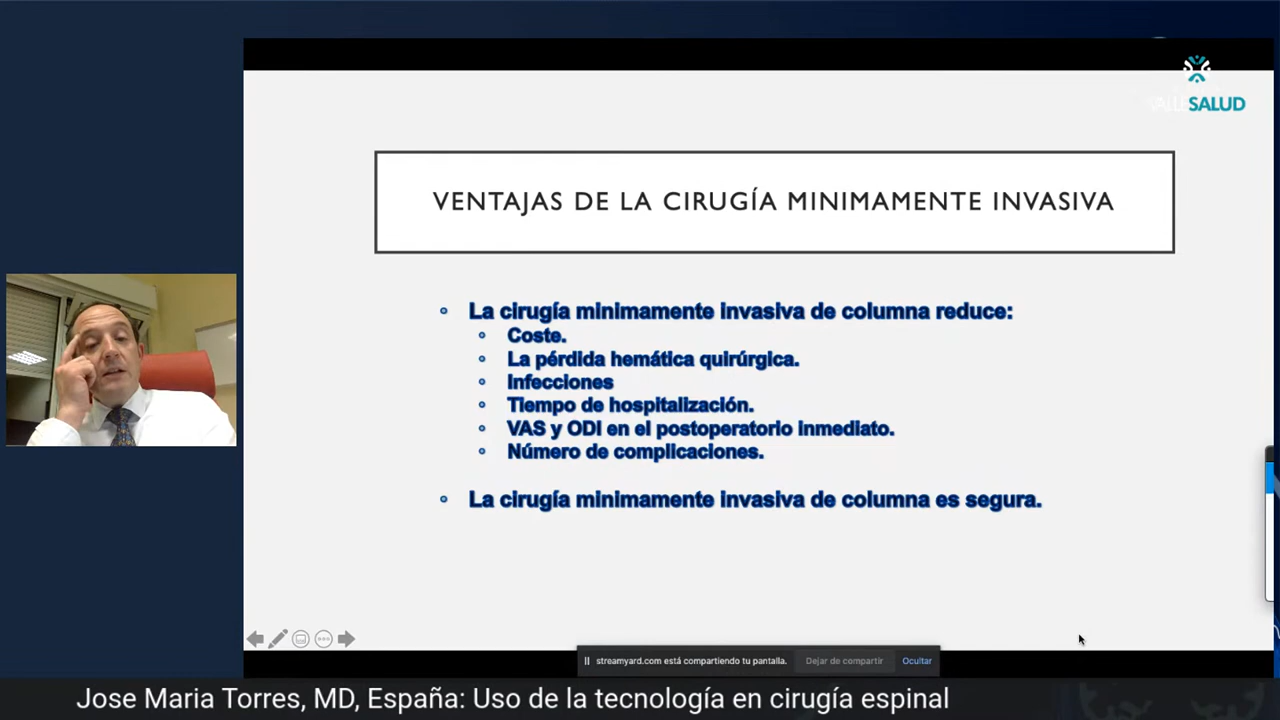 VALLESALUD
VENTAJAS DE LA CIRUGÍA MINIMAMENTE INVASIVA
La cirugía minimamente invasiva de columna reduce:
Coste.
La pérdida hemática quirúrgica.
Infecciones
Tiempo de hospitalización.
VAS y ODI en el postoperatorio inmediato.
Número de complicaciones.
La cirugía minimamente invasiva de columna es segura.
streamyard.com está compartiendo tu pantalla. Dejar de compartir Ocultar
Jose Maria Torres, MD, España: Uso de la tecnología en cirugía espinal